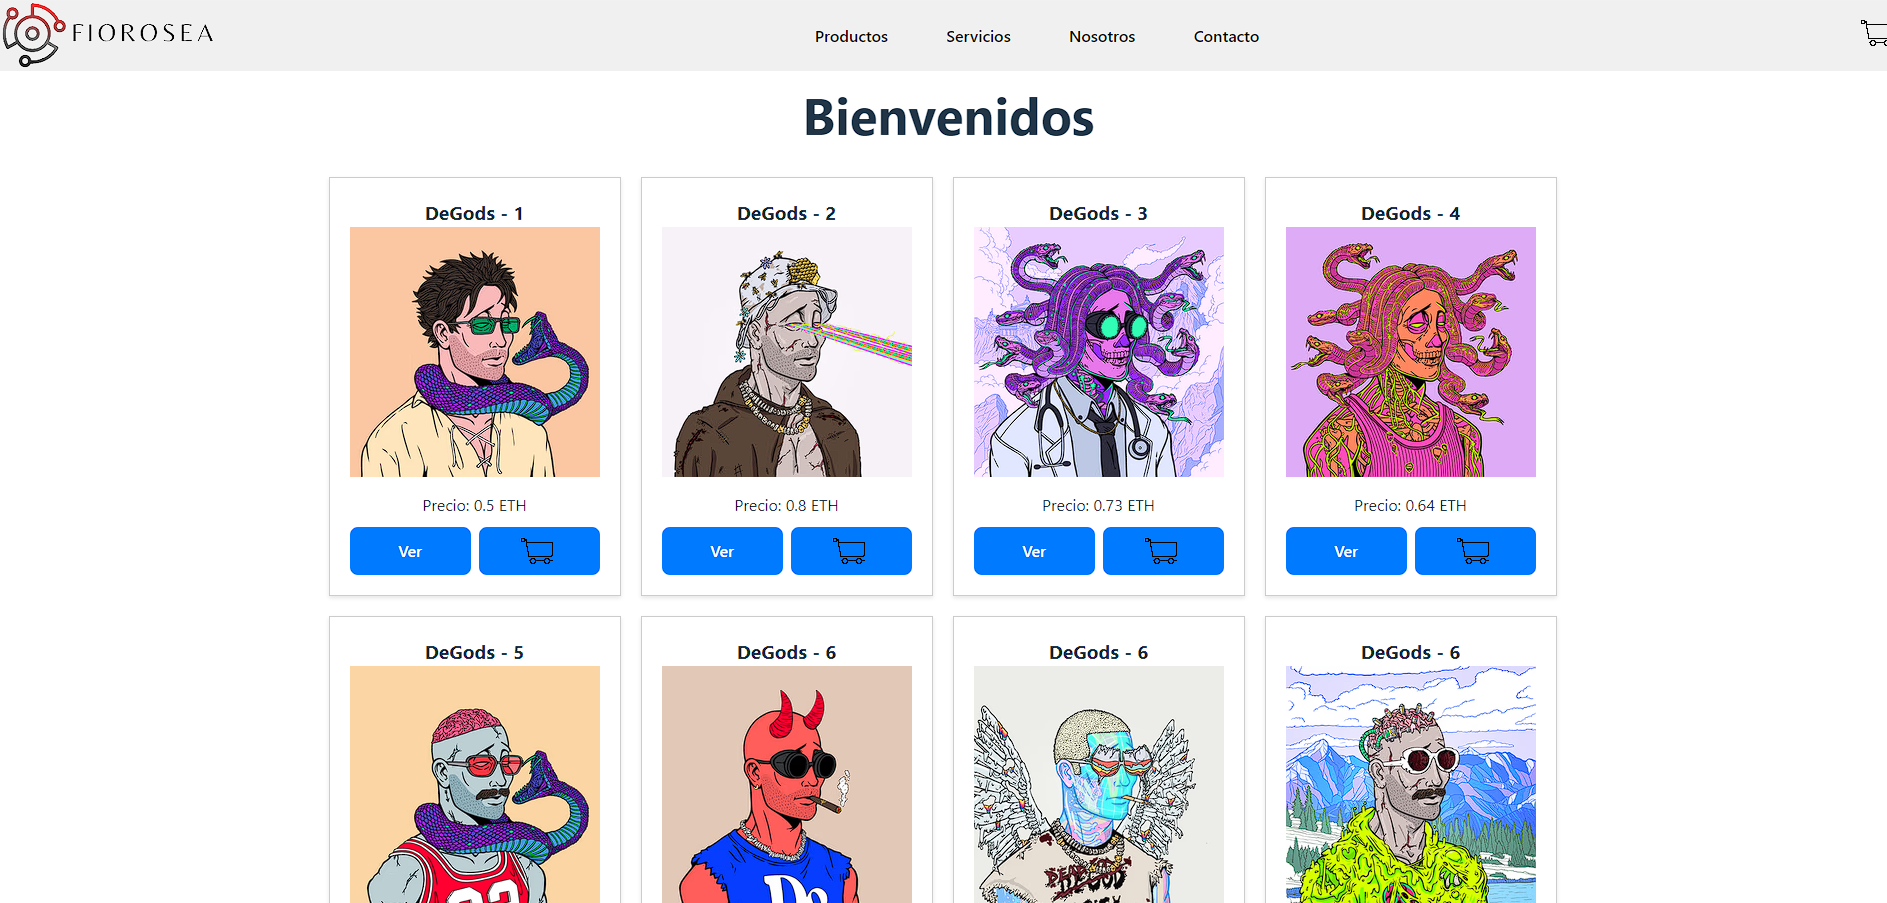 FIOROSEA
Productos Servicios Nosotros Contacto
Bienvenidos
DeGods - 1 DeGods - 2 DeGods - 3 DeGods - 4
Precio: 0.5 ETH Precio: 0.8 ETH Precio: 0.73 ETH Precio: 0.64 ETH
Ver Ver Ver Ver
DeGods - 5 DeGods - 6 DeGods - 6 DeGods - 6